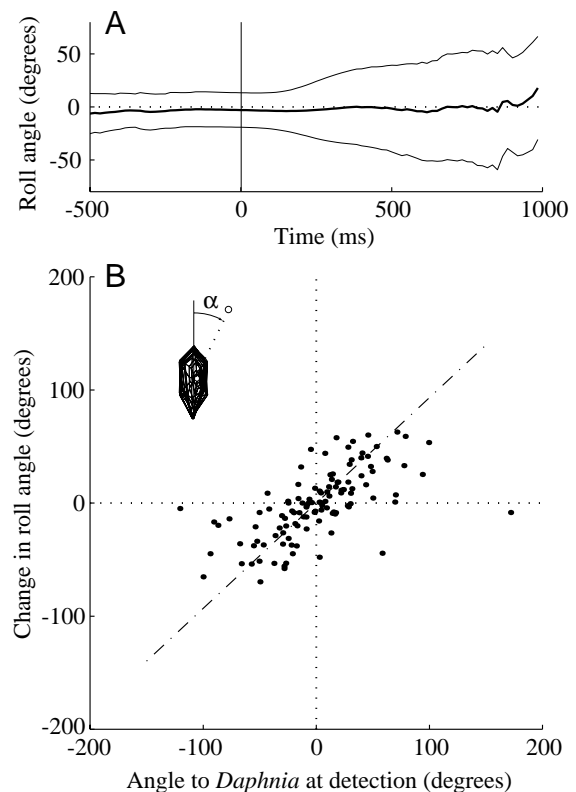 A
Roll angle (degrees)
50
0
-50
-500
0
500
1000
Time (ms)
B
α
Change in roll angle (degrees)
200
100
0
-100
-200
-200
-100
0
100
200
Angle to Daphnia at detection (degrees)